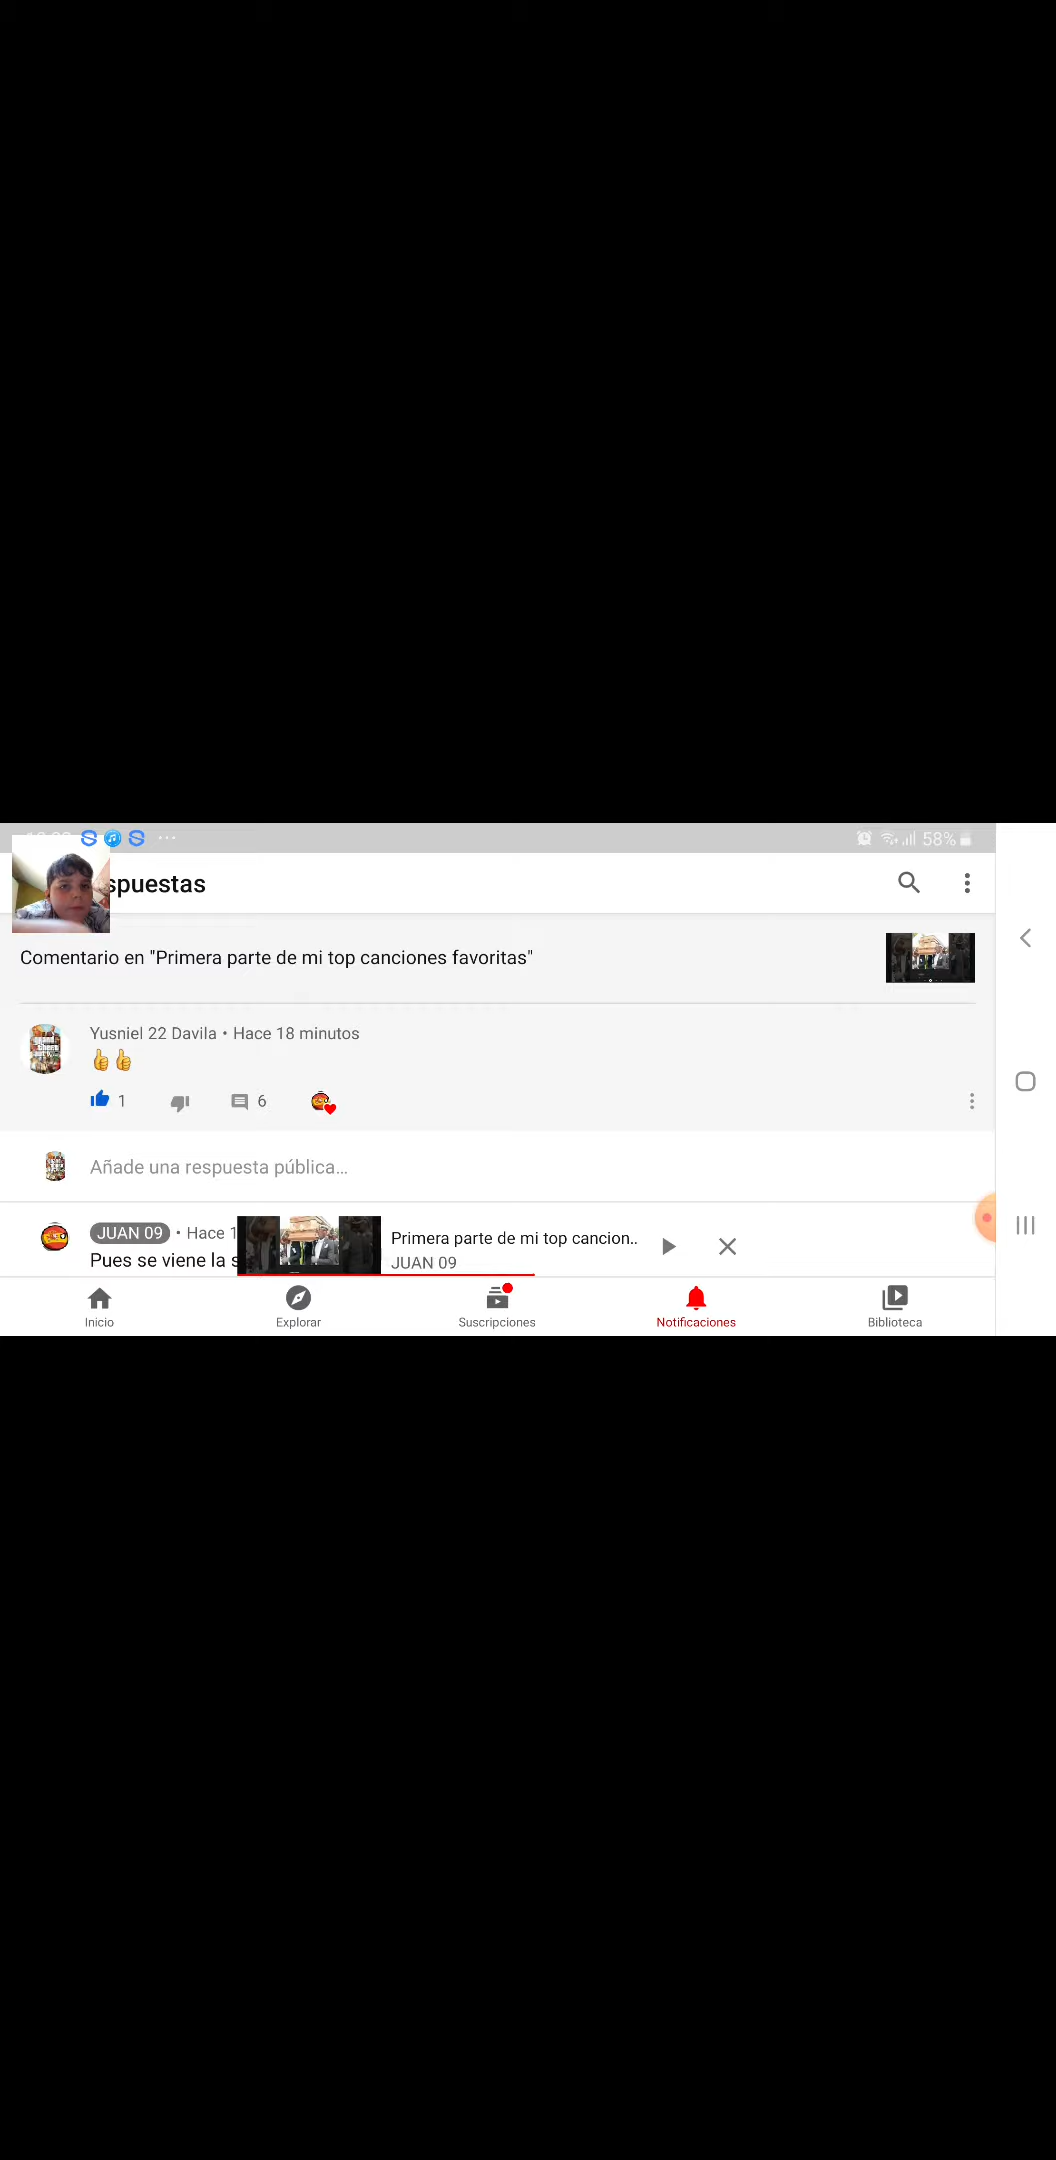 58%
spuestas
Comentario en "Primera parte de mi top canciones favoritas"
Yusniel 22 Davila • Hace 18 minutos
👍👍
1
6
Añade una respuesta pública...
JUAN 09 • Hace 1
Pues se viene la s
Primera parte de mi top cancion..
JUAN 09
Inicio
Explorar
Suscripciones
Notificaciones
Biblioteca